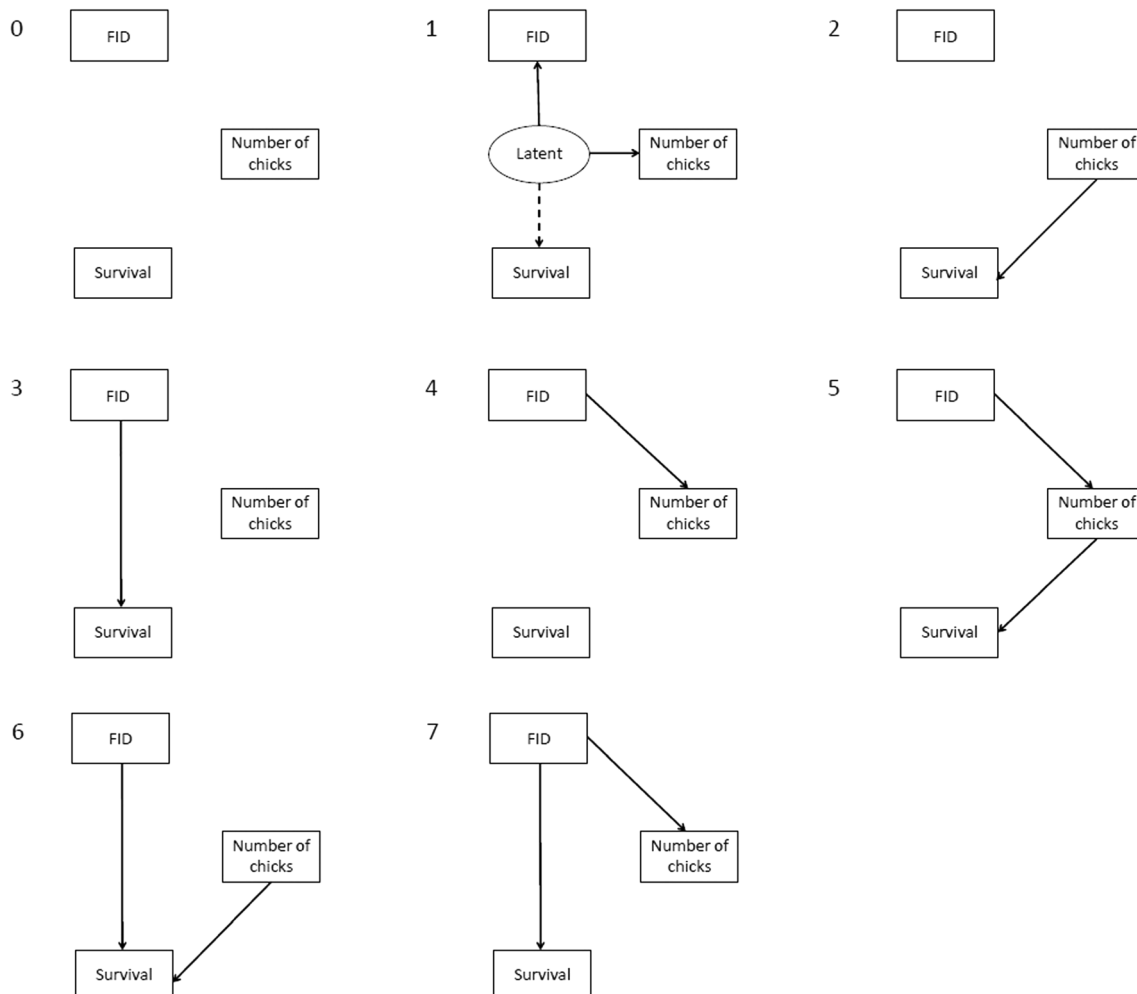 0
FID
Number of
chicks
Survival
1
FID
Latent
Number of
chicks
Survival
2
FID
Number of
chicks
Survival
3
FID
Number of
chicks
Survival
4
FID
Number of
chicks
Survival
5
FID
Number of
chicks
Survival
6
FID
Number of
chicks
Survival
7
FID
Number of
chicks
Survival